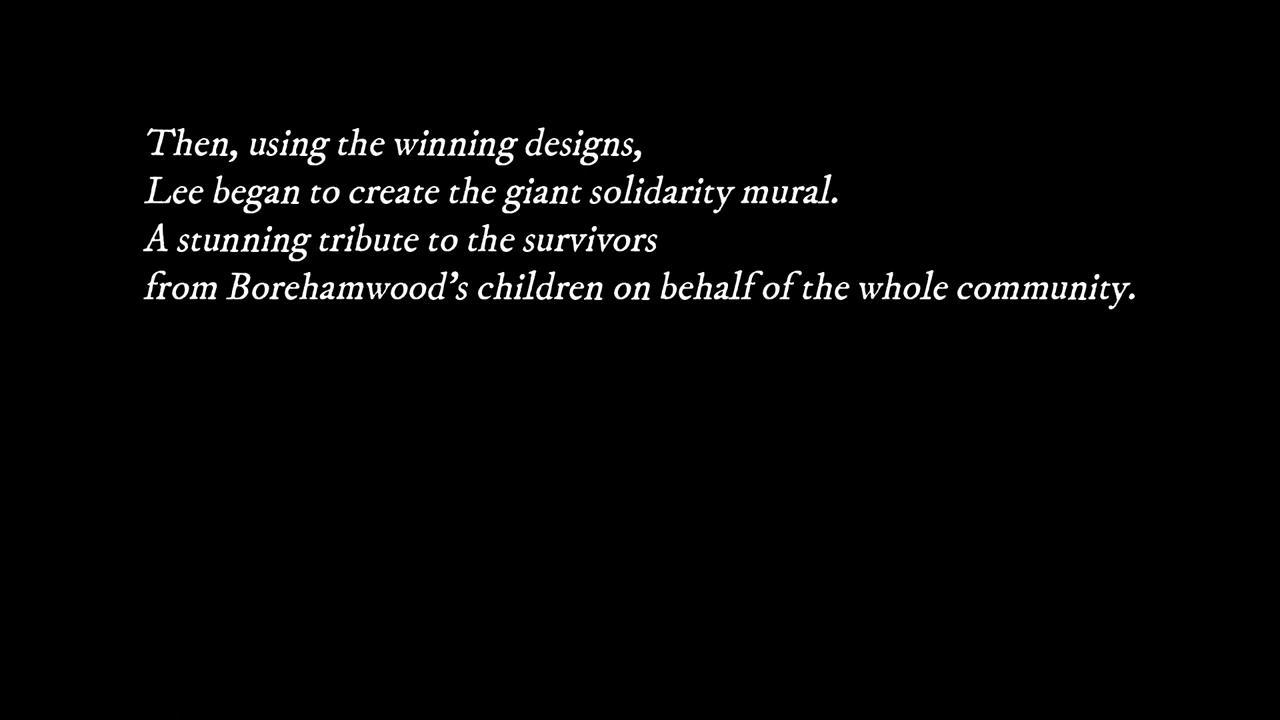 Then, using the winning designs,
Lee began to create the giant solidarity mural.
A stunning tribute to the survivors
from Borehamwood’s children on behalf of the whole community.